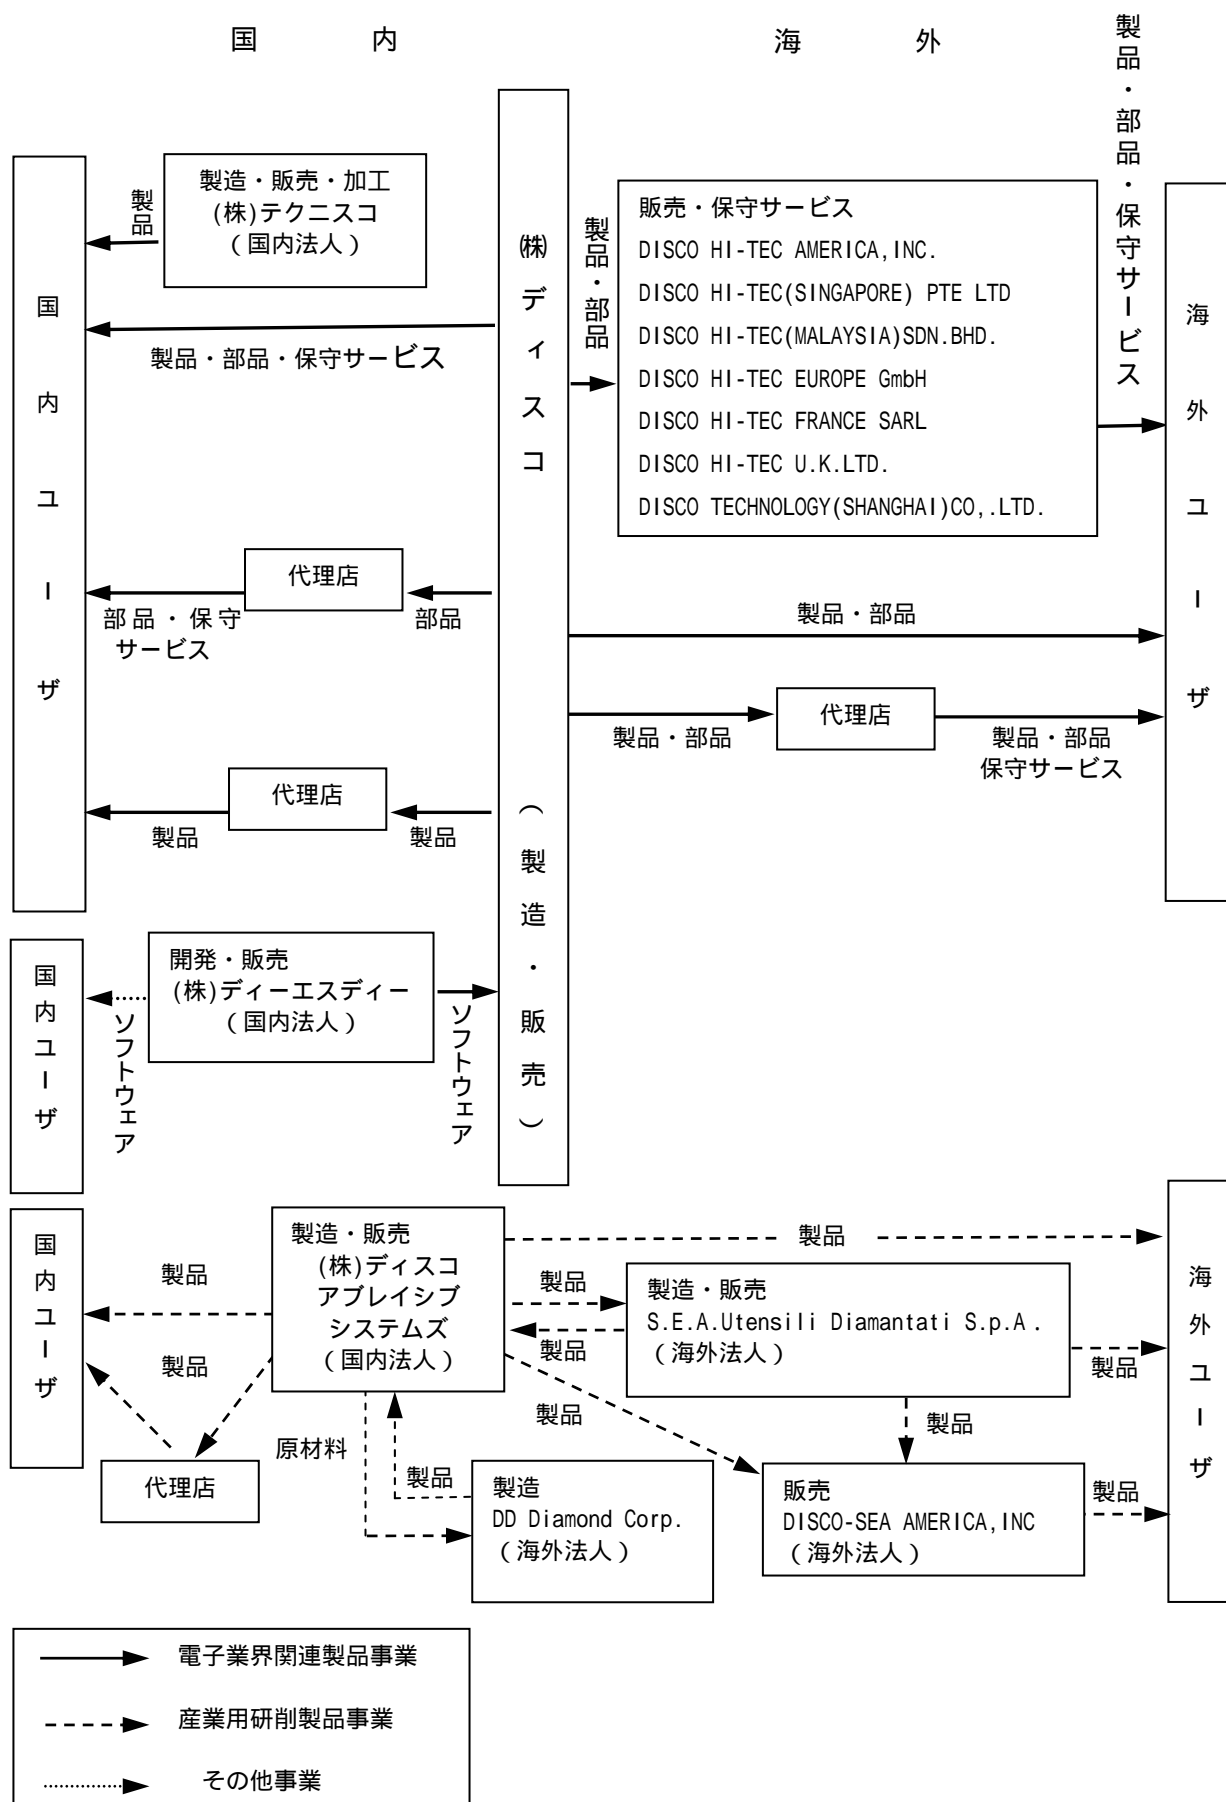 国内
海外
製品・部品・保守サービス
製造・販売・加工
(株)テクニスコ
（国内法人）
製品
国内ユーザ
製品・部品・保守サービス
㈱ディスコ（製造・販売）
製品・部品
販売・保守サービス
DISCO HI-TEC AMERICA,INC.
DISCO HI-TEC(SINGAPORE) PTE LTD
DISCO HI-TEC(MALAYSIA)SDN.BHD.
DISCO HI-TEC EUROPE GmbH
DISCO HI-TEC FRANCE SARL
DISCO HI-TEC U.K.LTD.
DISCO TECHNOLOGY(SHANGHAI)CO,.LTD.
海外ユーザ
代理店
部品・保守
サービス
部品
製品・部品
製品・部品
代理店
製品・部品
保守サービス
代理店
製品
製品
国内ユーザ
開発・販売
(株)ディーエスディー
（国内法人）
ソフトウェア
ソフトウェア
国内ユーザ
製品
製品
代理店
製造・販売
(株)ディスコ
アブレイシブ
システムズ
（国内法人）
製品
製品
製品
製造・販売
S.E.A.Utensili Diamantati S.p.A.
（海外法人）
製品
製品
製品
海外ユーザ
原材料
製品
製造
DD Diamond Corp.
（海外法人）
販売
DISCO-SEA AMERICA,INC
（海外法人）
製品
電子業界関連製品事業
産業用研削製品事業
その他事業